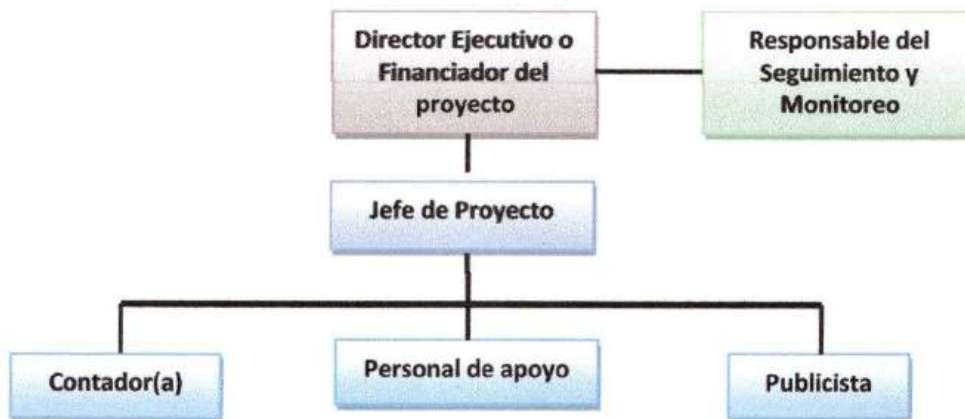 Director Ejecutivo o
Financiador del
proyecto
Responsable del
Seguimiento y
Monitoreo
Jefe de Proyecto
Contador(a)
Personal de apoyo
Publicista